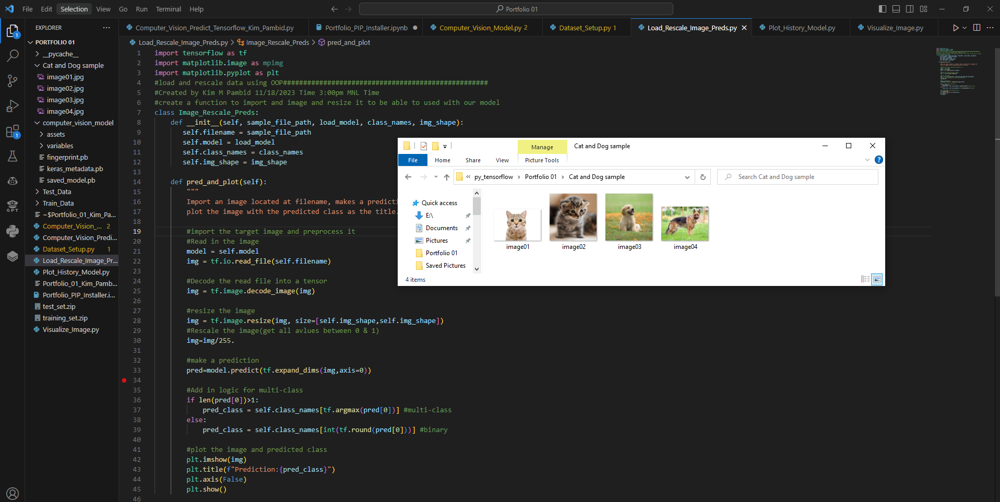 File Edit Selection View Go Run Terminal Help
Portfolio 01
EXPLORER
Computer_Vision_Predict_Tensorflow_Kim_Pambid.py
Portfolio_PIP_Installer.ipynb
Computer_Vision_Model.py 2
Dataset_Setup.py 1
Load_Rescale_Image_Preds.py
Plot_History_Model.py
Visualize_Image.py
PORTFOLIO 01
__pycache__
Cat and Dog sample
image01.jpg
image02.jpg
image03.jpg
image04.jpg
computer_vision_model
assets
variables
fingerprint.pb
keras_metadata.pb
saved_model.pb
Test_Data
Train_Data
~$Portfolio_01_Kim_Pa...
Computer_Vision_... 2
Computer_Vision_Predi...
Dataset_Setup.py 1
Load_Rescale_Image_Pr...
Plot_History_Model.py
Portfolio_01_Kim_Pamb...
Portfolio_PIP_Installer.i...
test_set.zip
training_set.zip
Visualize_Image.py
1
1
GPT
Load_Rescale_Image_Preds.py > Image_Rescale_Preds > pred_and_plot
1 import tensorflow as tf
2 import matplotlib.image as mpimg
3 import matplotlib.pyplot as plt
4 #load and rescale data using OOP###################################################
5 #Created by Kim M Pambid 11/18/2023 Time 3:00pm MNL Time
6 #create a function to import and image and resize it to be able to used with our model
7 class Image_Rescale_Preds:
8 def __init__(self, sample_file_path, load_model, class_names, img_shape):
9 self.filename = sample_file_path
10 self.model = load_model
11 self.class_names = class_names
12 self.img_shape = img_shape
13
14 def pred_and_plot(self):
15 """
16 Import an image located at filename, makes a predicti
17 plot the image with the predicted class as the title.
18
19 #import the target image and preprocess it
20 #Read in the image
21 model = self.model
22 img = tf.io.read_file(self.filename)
23
24 #Decode the read file into a tensor
25 img = tf.image.decode_image(img)
26
27 #resize the image
28 img = tf.image.resize(img, size=[self.img_shape,self.img_shape])
29 #Rescale the image(get all avlues between 0 & 1)
30 img=img/255.
31
32 #make a prediction
33 pred=model.predict(tf.expand_dims(img,axis=0))
34
35 #Add in logic for multi-class
36 if len(pred[0])>1:
37 pred_class = self.class_names[tf.argmax(pred[0])] #multi-class
38 else:
39 pred_class = self.class_names[int(tf.round(pred[0]))] #binary
40
41 #plot the image and predicted class
42 plt.imshow(img)
43 plt.title(f"Prediction:{pred_class}")
44 plt.axis(False)
45 plt.show()
46
Manage
Cat and Dog sample
File Home Share View Picture Tools
« py_tensorflow > Portfolio 01 > Cat and Dog sample
Search Cat and Dog sample
Quick access
E:\
Documents
Pictures
Portfolio 01
Saved Pictures
image01
image02
image03
image04
4 items